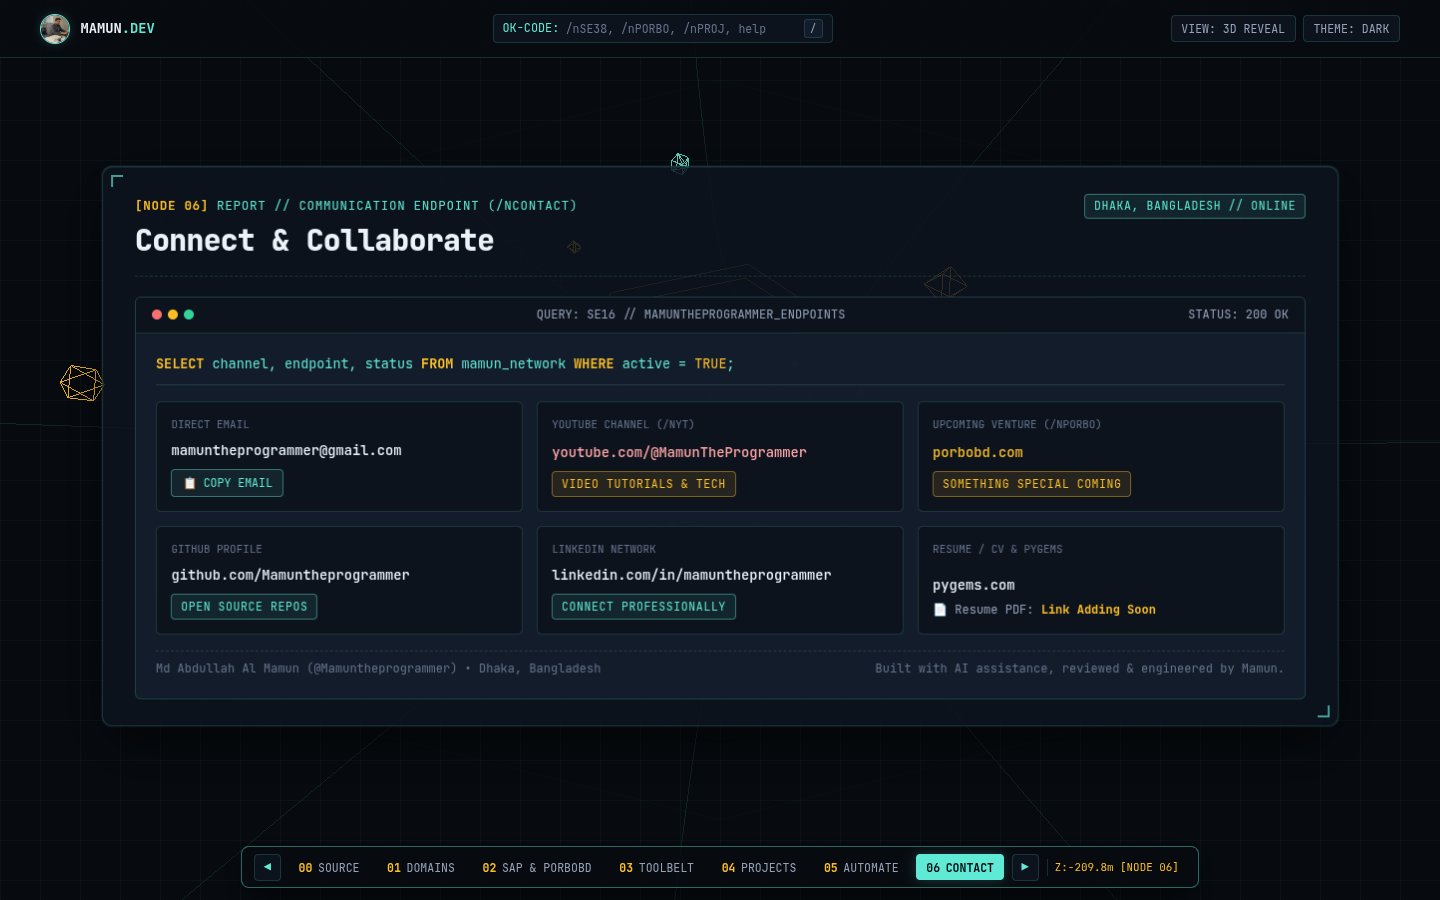 MAMUN.DEV
OK-CODE: /nSE38, /nPORBO, /nPROJ, help /
VIEW: 3D REVEAL
THEME: DARK
[NODE 06] REPORT // COMMUNICATION ENDPOINT (/NCONTACT)
DHAKA, BANGLADESH // ONLINE
Connect & Collaborate
QUERY: SE16 // MAMUNTHEPROGRAMMER_ENDPOINTS
STATUS: 200 OK
SELECT channel, endpoint, status FROM mamun_network WHERE active = TRUE;
DIRECT EMAIL
mamuntheprogrammer@gmail.com
COPY EMAIL
YOUTUBE CHANNEL (/NYT)
youtube.com/@MamunTheProgrammer
VIDEO TUTORIALS & TECH
UPCOMING VENTURE (/NPORBO)
porbobd.com
SOMETHING SPECIAL COMING
GITHUB PROFILE
github.com/Mamuntheprogrammer
OPEN SOURCE REPOS
LINKEDIN NETWORK
linkedin.com/in/mamuntheprogrammer
CONNECT PROFESSIONALLY
RESUME / CV & PYGEMS
pygems.com
Resume PDF: Link Adding Soon
Md Abdullah Al Mamun (@Mamuntheprogrammer) • Dhaka, Bangladesh
Built with AI assistance, reviewed & engineered by Mamun.
◄ 00 SOURCE 01 DOMAINS 02 SAP & PORBOBD 03 TOOLBELT 04 PROJECTS 05 AUTOMATE 06 CONTACT ► Z:-209.8m [NODE 06]